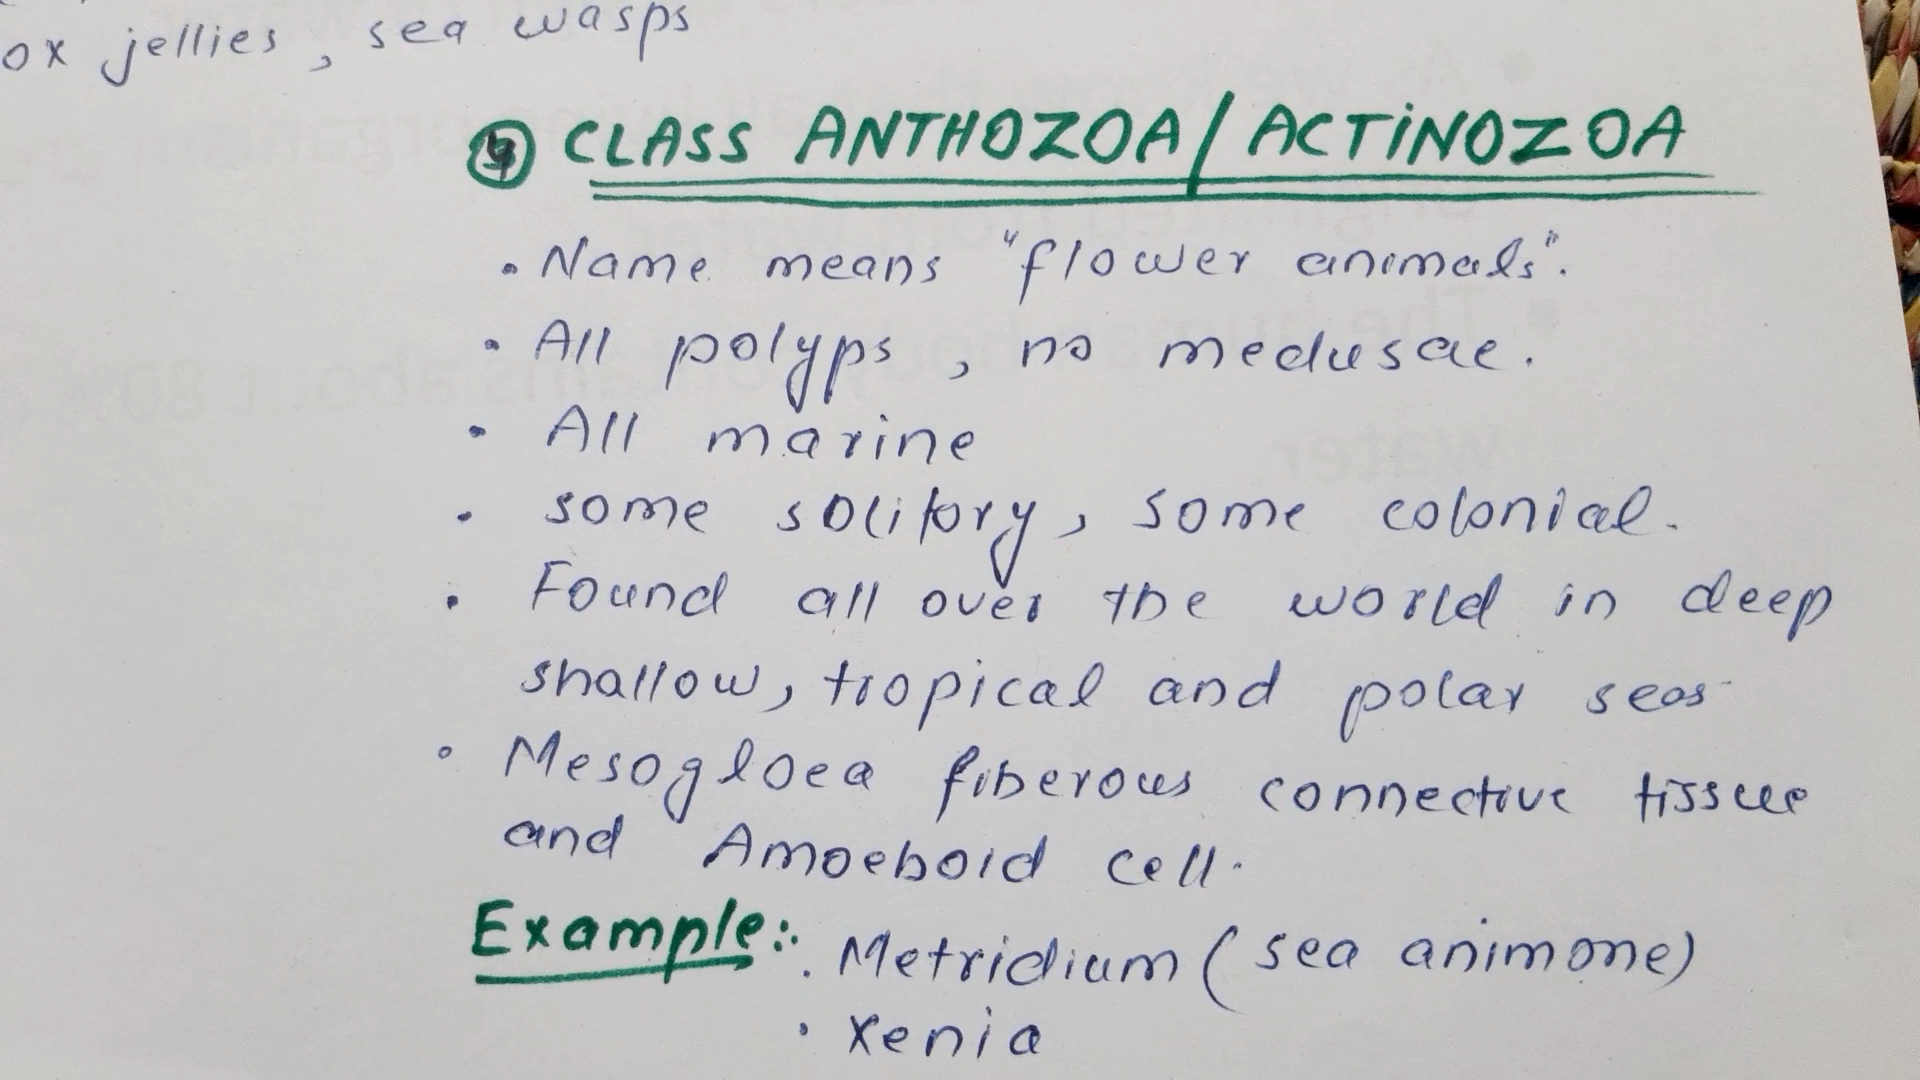 ox jellies, sea wasps
④ CLASS ANTHOZOA/ACTINOZOA
• Name means "flower animals".
• All polyps, no medusae.
• All marine
• some solitory, some colonial.
• Found all over the world in deep
shallow, tropical and polar seas
• Mesogloea fiberous connective tissue
and Amoeboid cell.
Example:. • Metridium (sea animone)
• Xenia